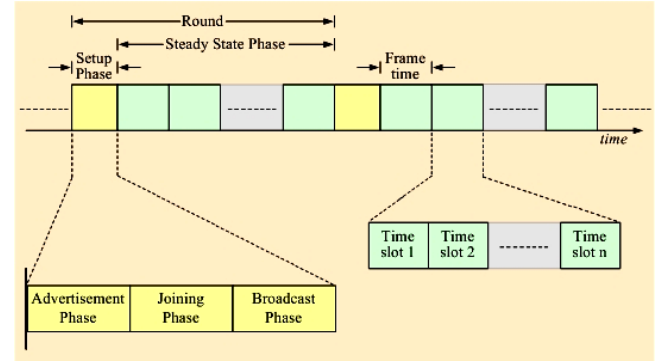 Round
Steady State Phase
Setup
Phase
Frame
time
time
Time
slot 1
Time
slot 2
Time
slot n
Advertisement
Phase
Joining
Phase
Broadcast
Phase